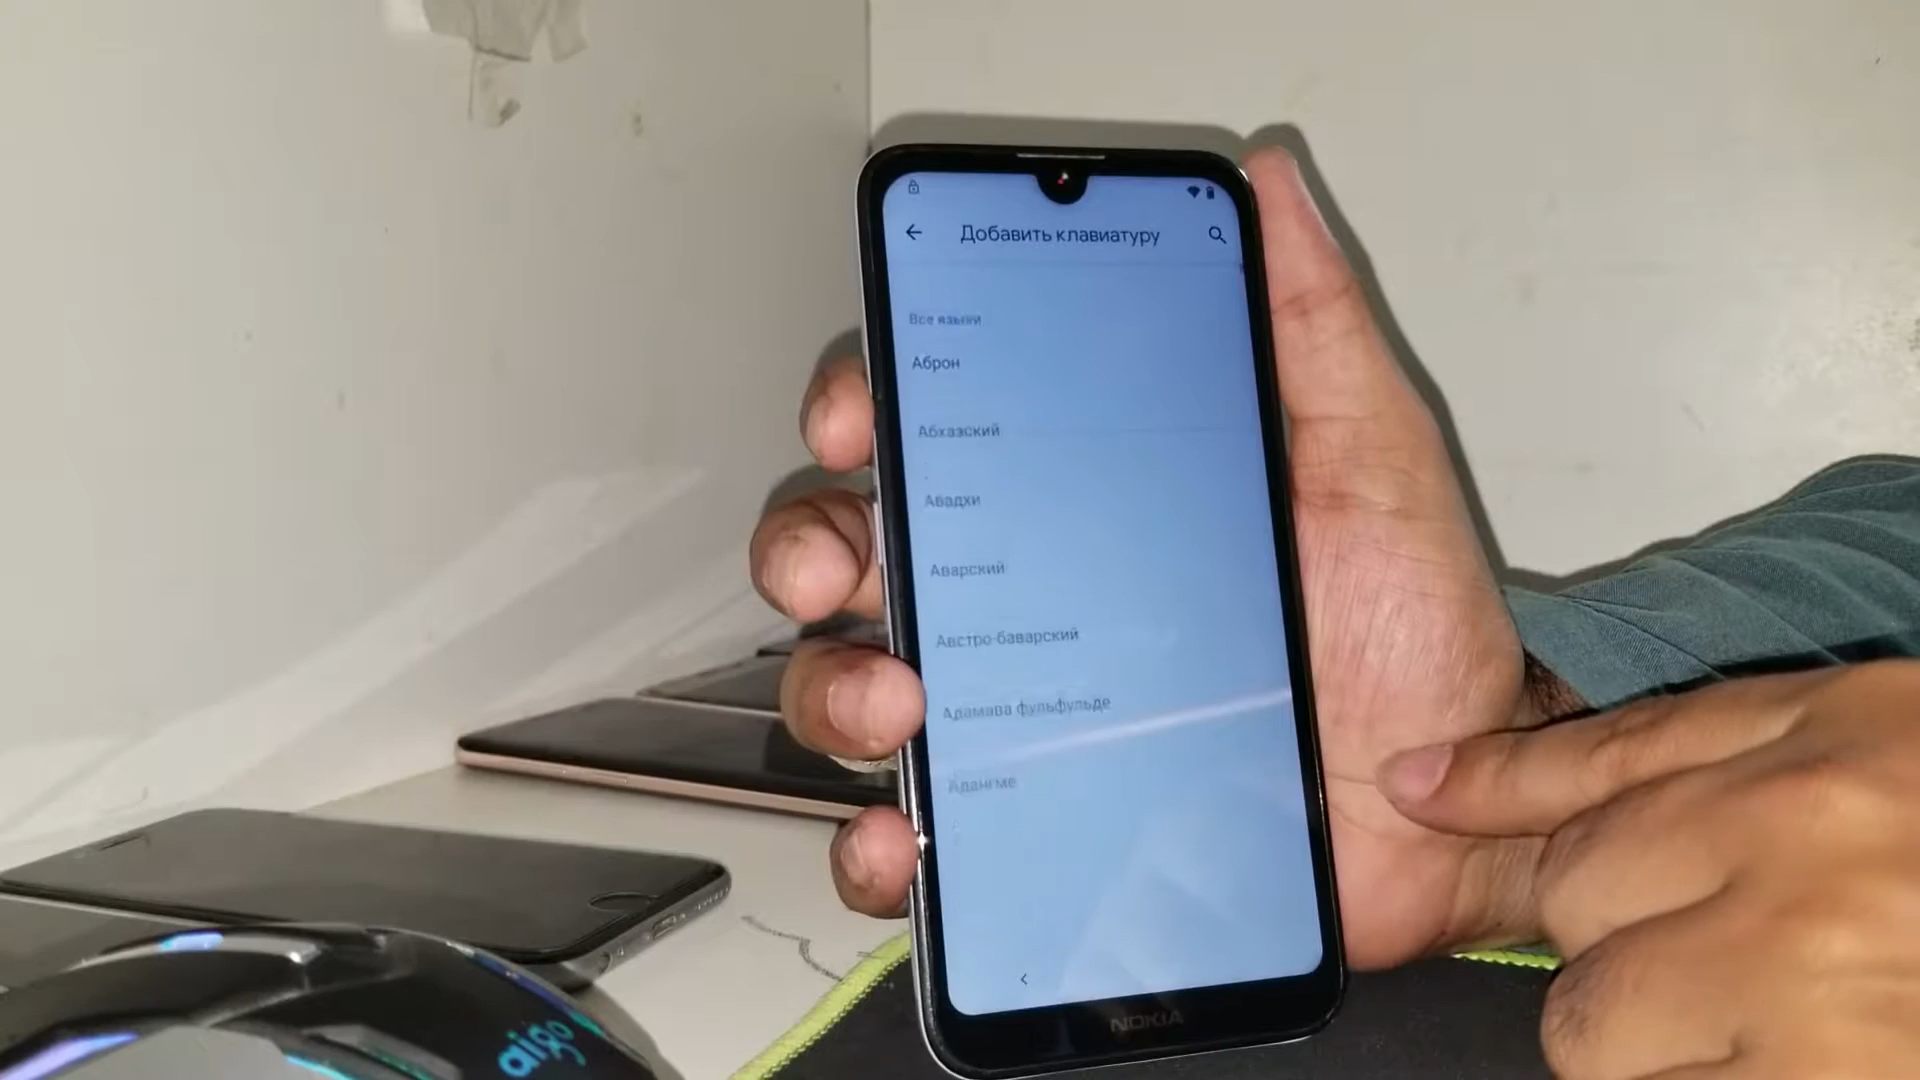 Добавить клавиатуру
Все языки
Аброн
Абхазский
Авадхи
Аварский
Австро-баварский
Адамава фульфульде
Адангме
NOKIA
aigo